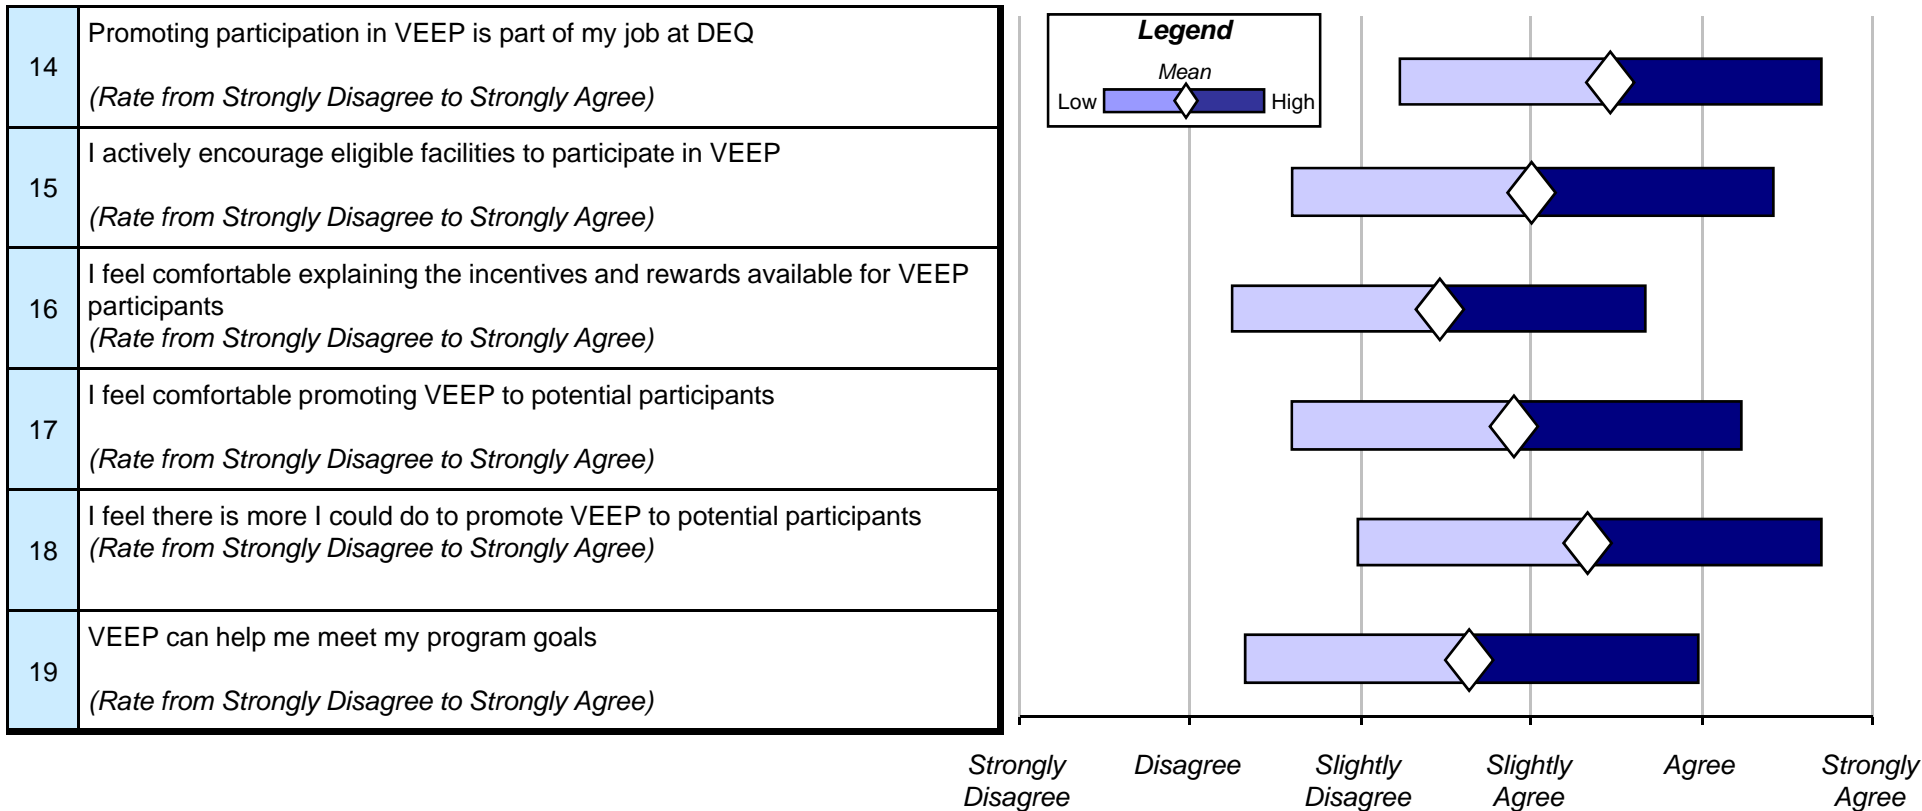 14
Promoting participation in VEEP is part of my job at DEQ
(Rate from Strongly Disagree to Strongly Agree)
15
I actively encourage eligible facilities to participate in VEEP
(Rate from Strongly Disagree to Strongly Agree)
16
I feel comfortable explaining the incentives and rewards available for VEEP
participants
(Rate from Strongly Disagree to Strongly Agree)
17
I feel comfortable promoting VEEP to potential participants
(Rate from Strongly Disagree to Strongly Agree)
18
I feel there is more I could do to promote VEEP to potential participants
(Rate from Strongly Disagree to Strongly Agree)
19
VEEP can help me meet my program goals
(Rate from Strongly Disagree to Strongly Agree)
Legend
Mean
Low High
Strongly
Disagree
Disagree
Slightly
Disagree
Slightly
Agree
Agree
Strongly
Agree